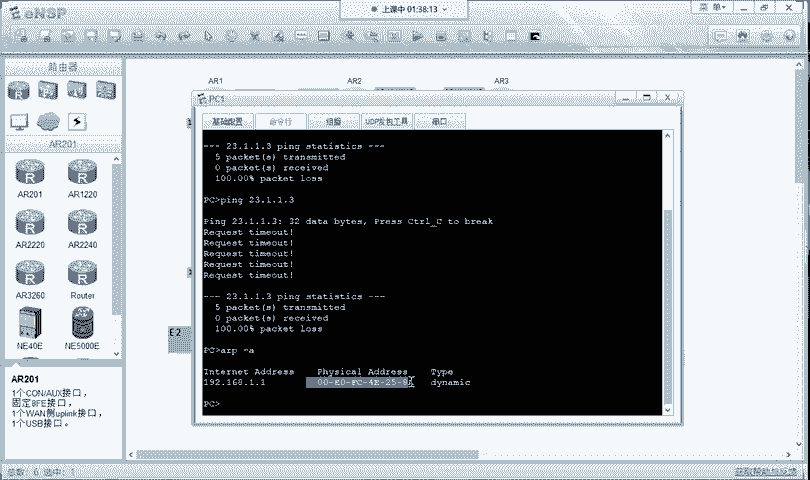 eNSP
上课中 01:38:13
菜 单
路由器
AR201
AR201
AR1220
AR2220
AR2240
AR3260
Router
NE40E
NE5000E
AR201
1个CON/AUX接口,
固定8FE接口,
1个WAN侧uplink接口,
1个USB接口。
AR1
AR2
AR3
PC1
基础配置
命令行
组播
UDP发包工具
串口
--- 23.1.1.3 ping statistics ---
5 packet(s) transmitted
0 packet(s) received
100.00% packet loss
PC>ping 23.1.1.3
Ping 23.1.1.3: 32 data bytes, Press Ctrl_C to break
Request timeout!
Request timeout!
Request timeout!
Request timeout!
Request timeout!
--- 23.1.1.3 ping statistics ---
5 packet(s) transmitted
0 packet(s) received
100.00% packet loss
PC>arp -a
Internet Address Physical Address Type
192.168.1.1 dynamic
PC>
总数: 6 选中: 1
获取帮助与反馈